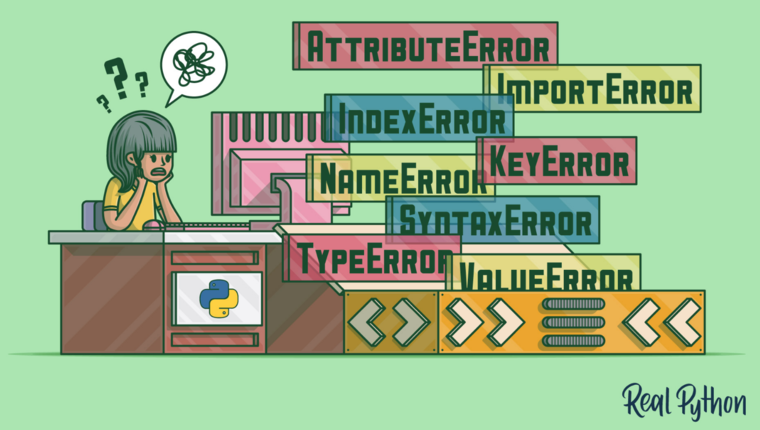 ? ? ?
AttributeError
ImportError
IndexError
KeyError
NameError
SyntaxError
TypeError
ValueError
Real Python